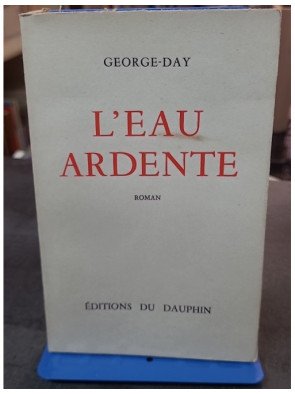 GEORGE-DAY
L'EAU
ARDENTE
ROMAN
ÉDITIONS DU DAUPHIN